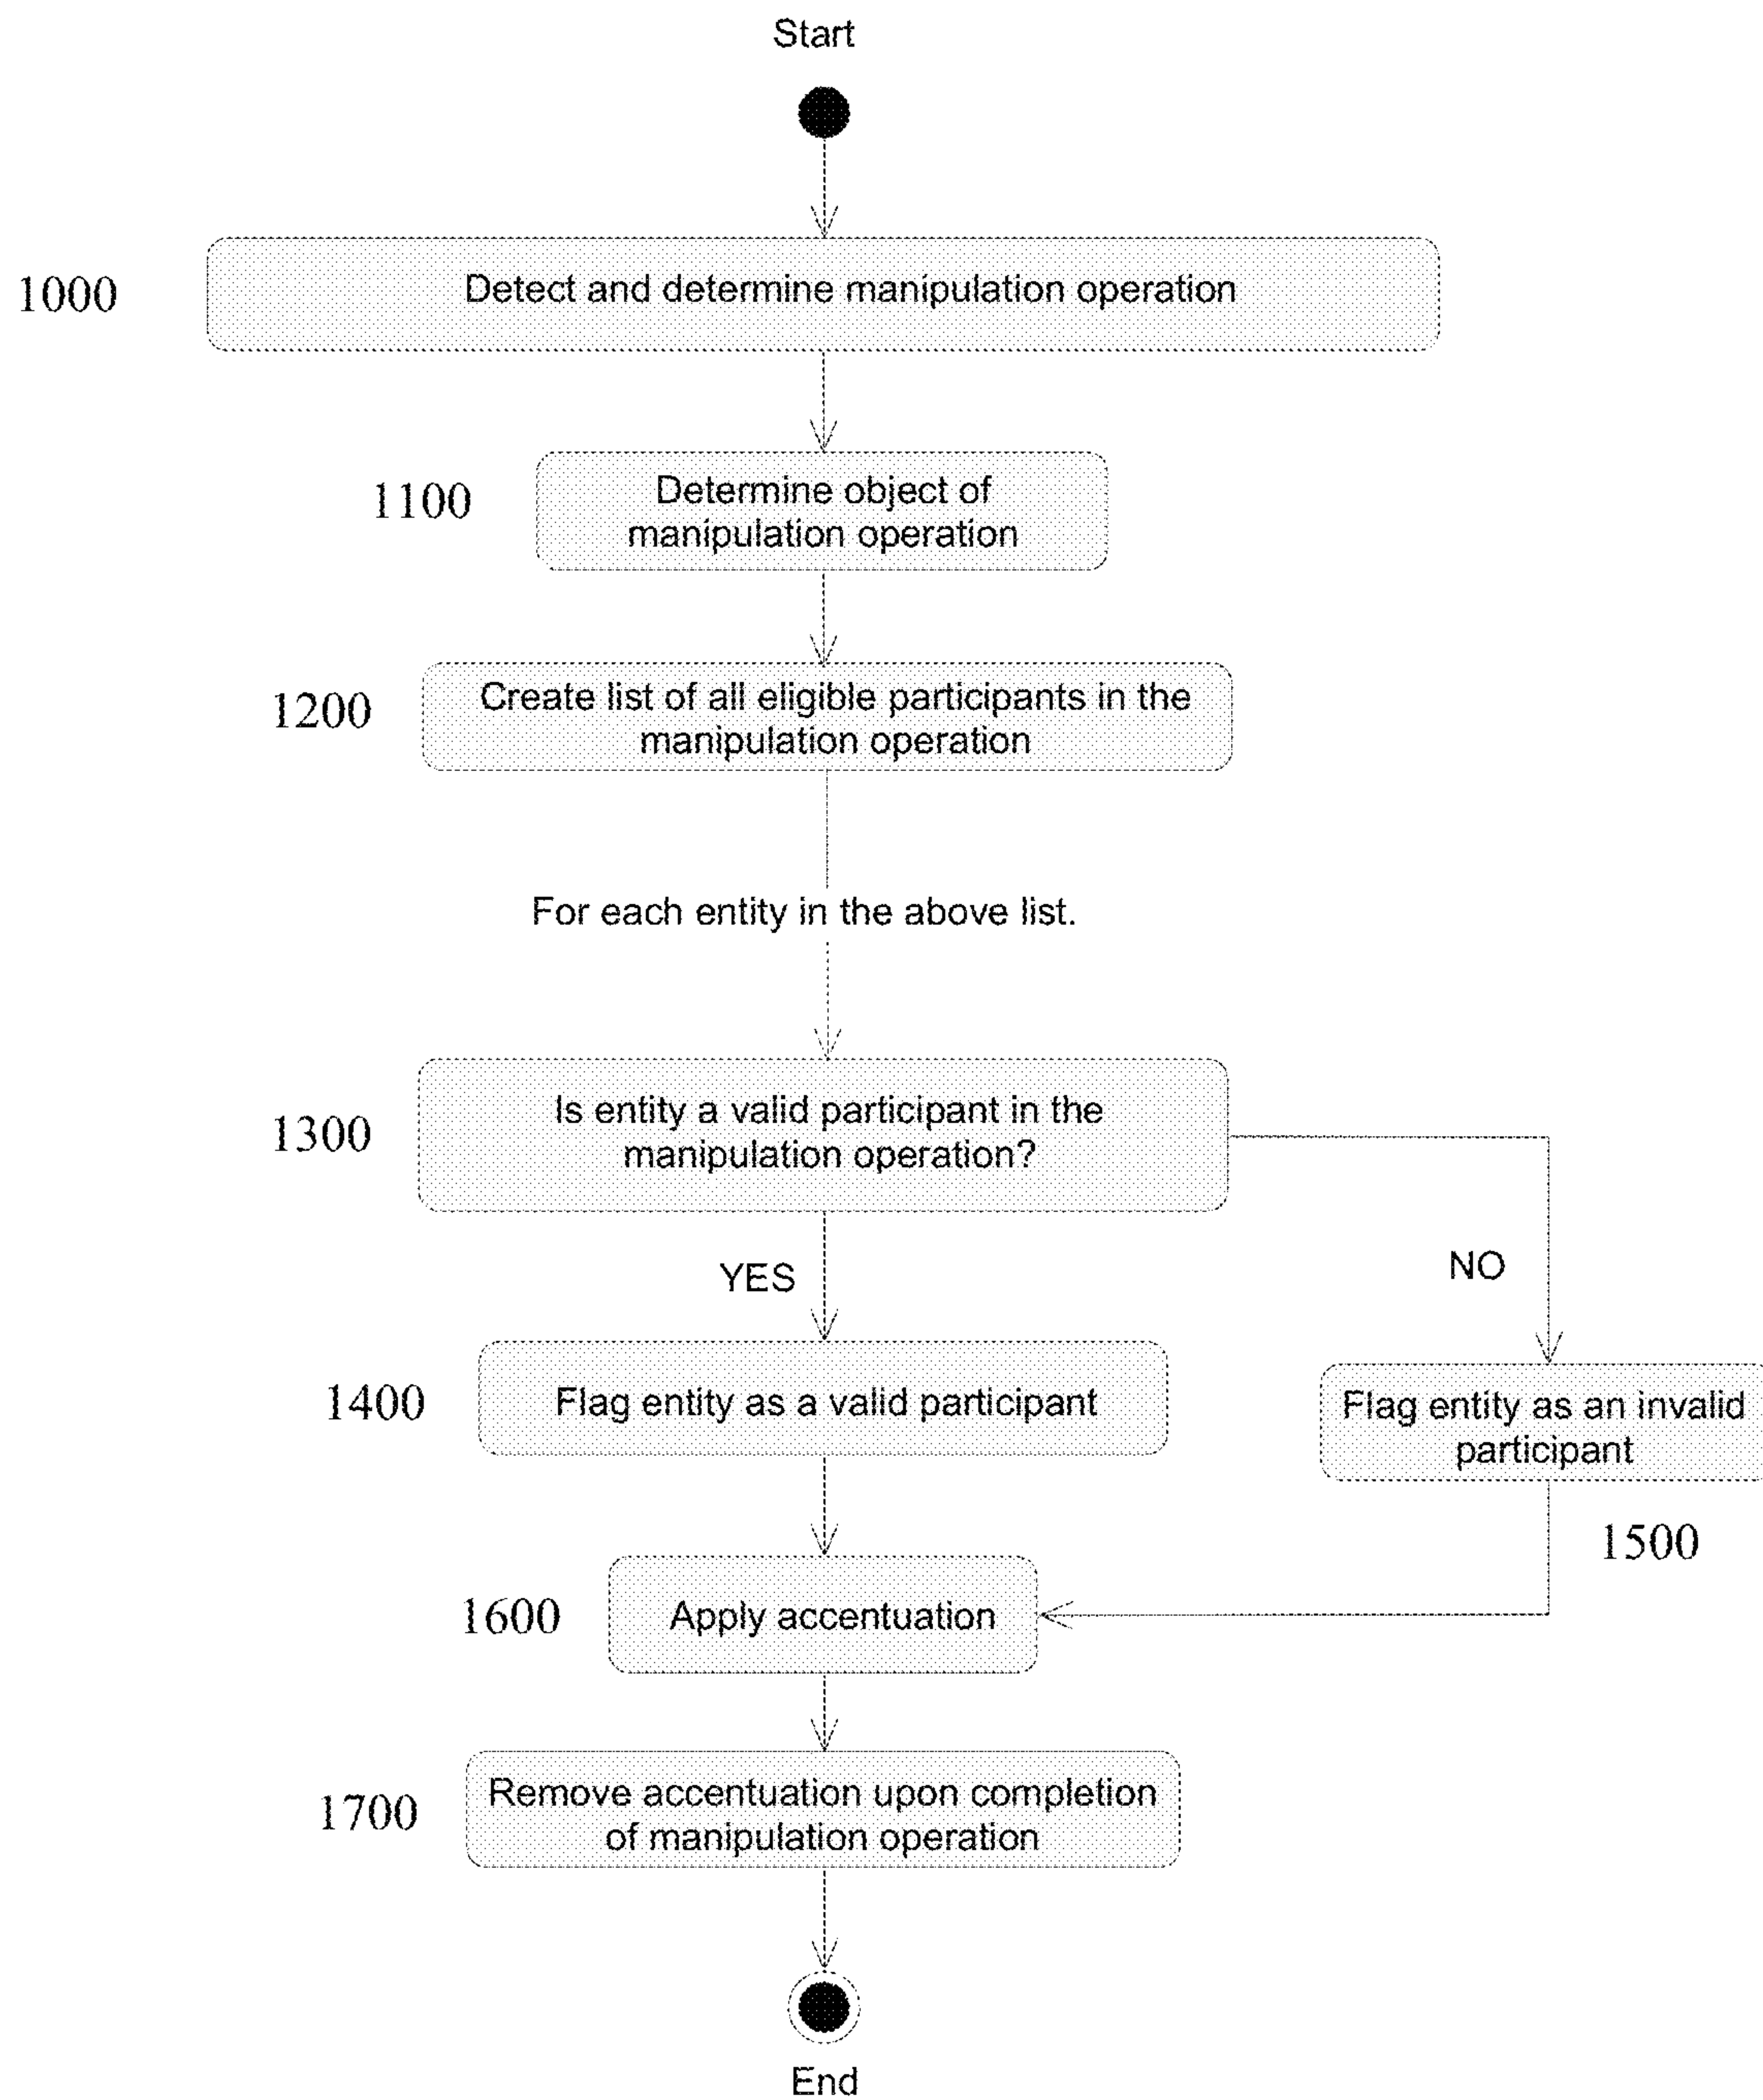 Start
1000
Detect and determine manipulation operation
1100
Determine object of
manipulation operation
1200
Create list of all eligible participants in the
manipulation operation
For each entity in the above list.
1300
Is entity a valid participant in the
manipulation operation?
YES
NO
1400
Flag entity as a valid participant
Flag entity as an invalid
participant
1500
1600
Apply accentuation
1700
Remove accentuation upon completion
of manipulation operation
End